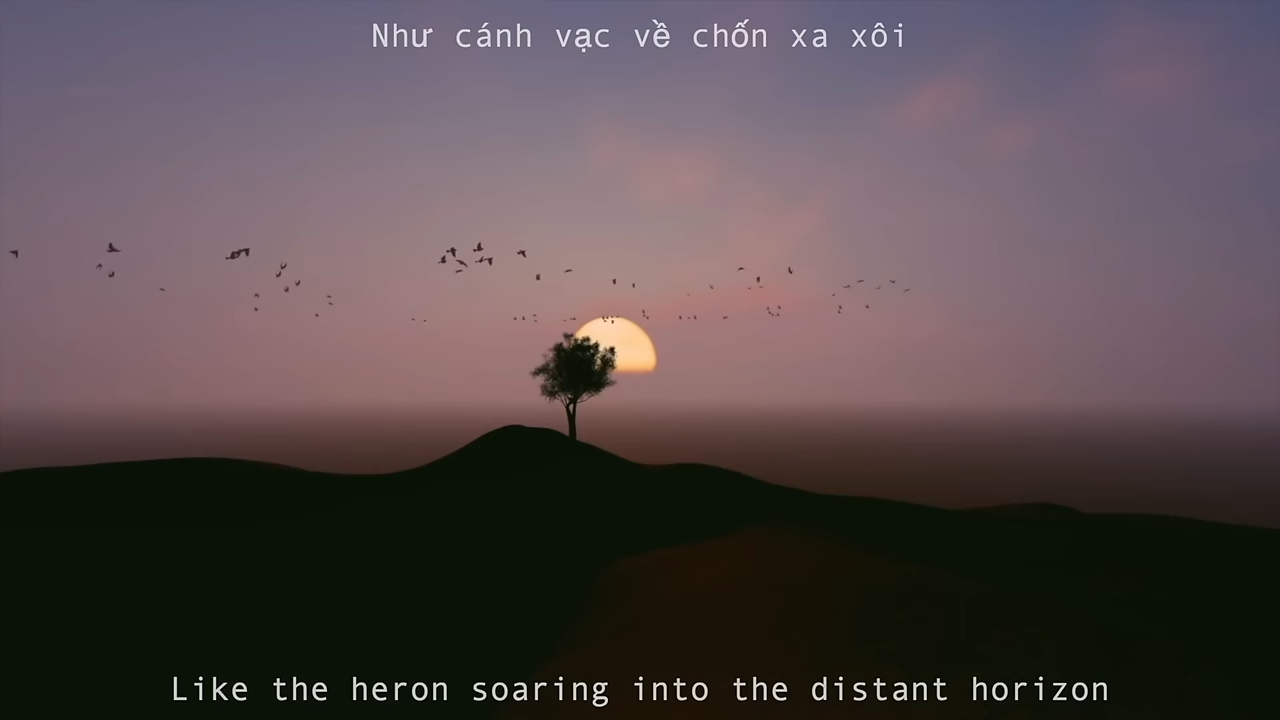 Như cánh vạc về chốn xa xôi
Like the heron soaring into the distant horizon